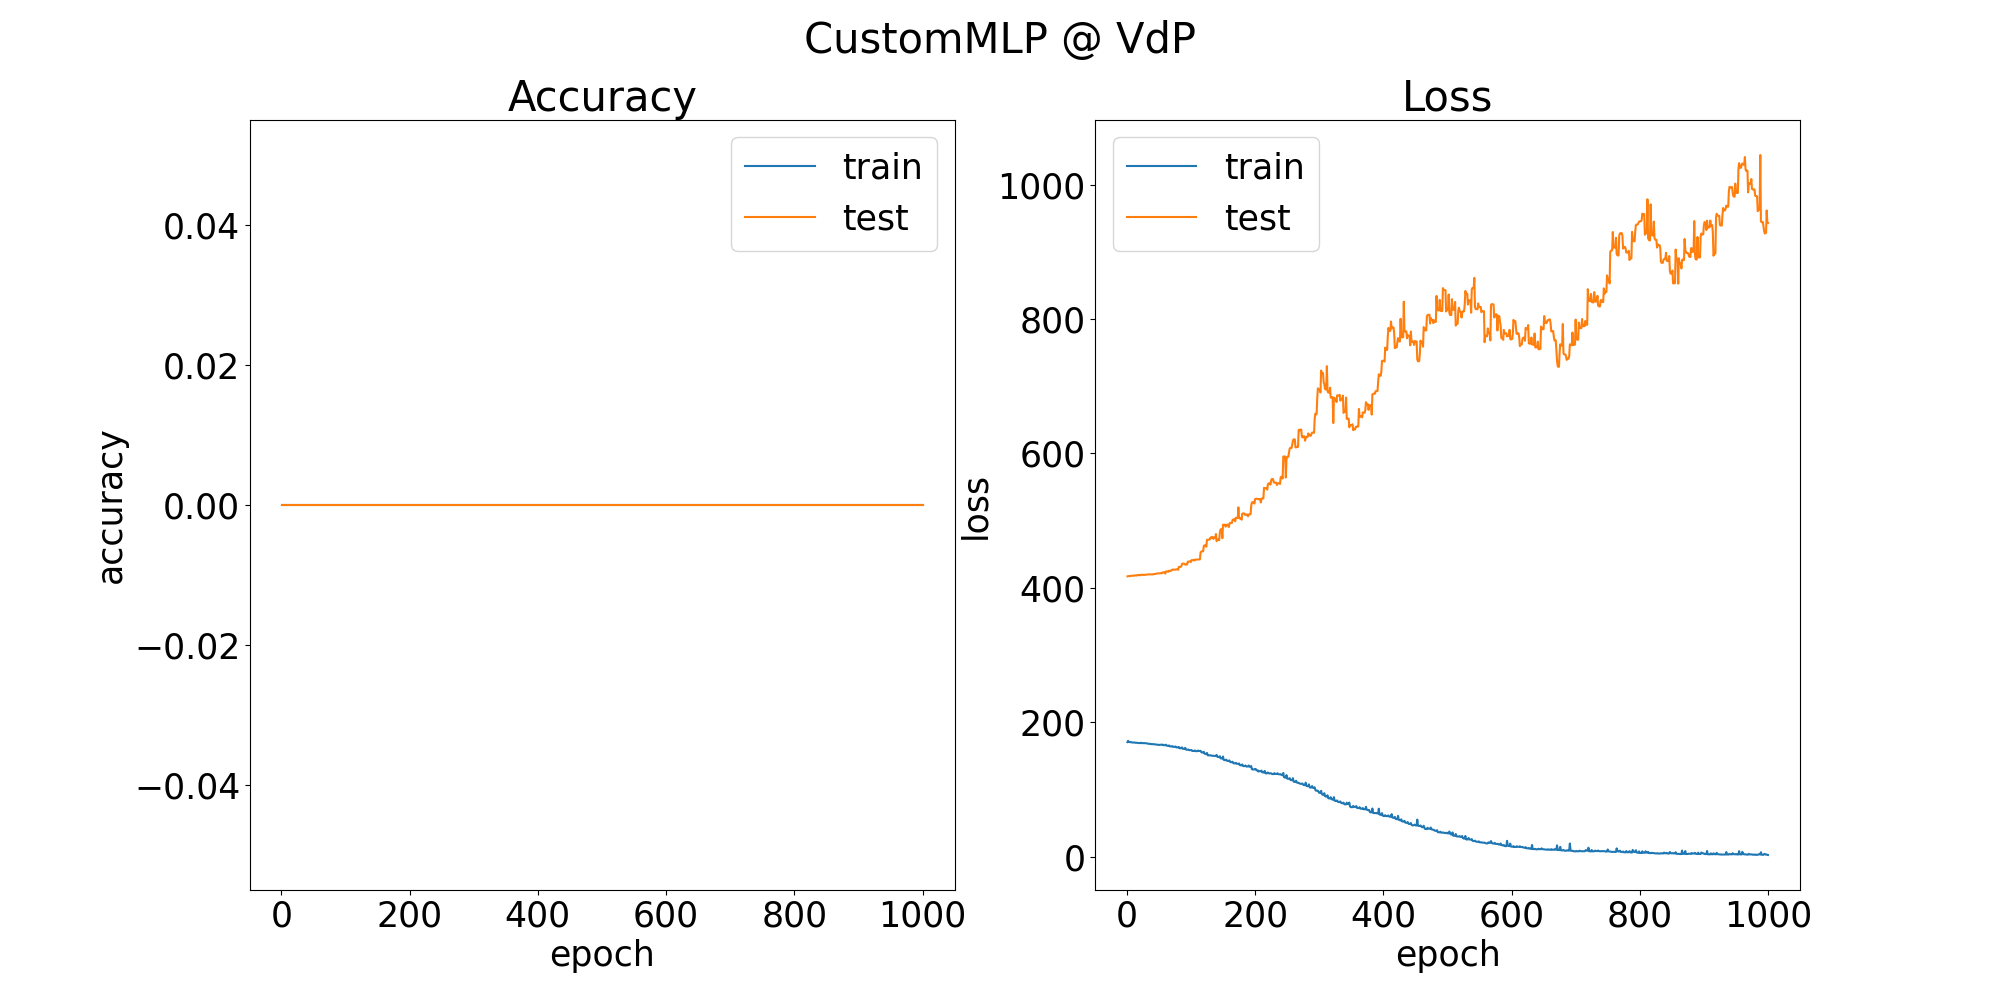 CustomMLP @ VdP
Accuracy
train
test
0.04
0.02
0.00
−0.02
−0.04
accuracy
0 200 400 600 800 1000
epoch
Loss
train
test
1000
800
600
400
200
0
loss
0 200 400 600 800 1000
epoch